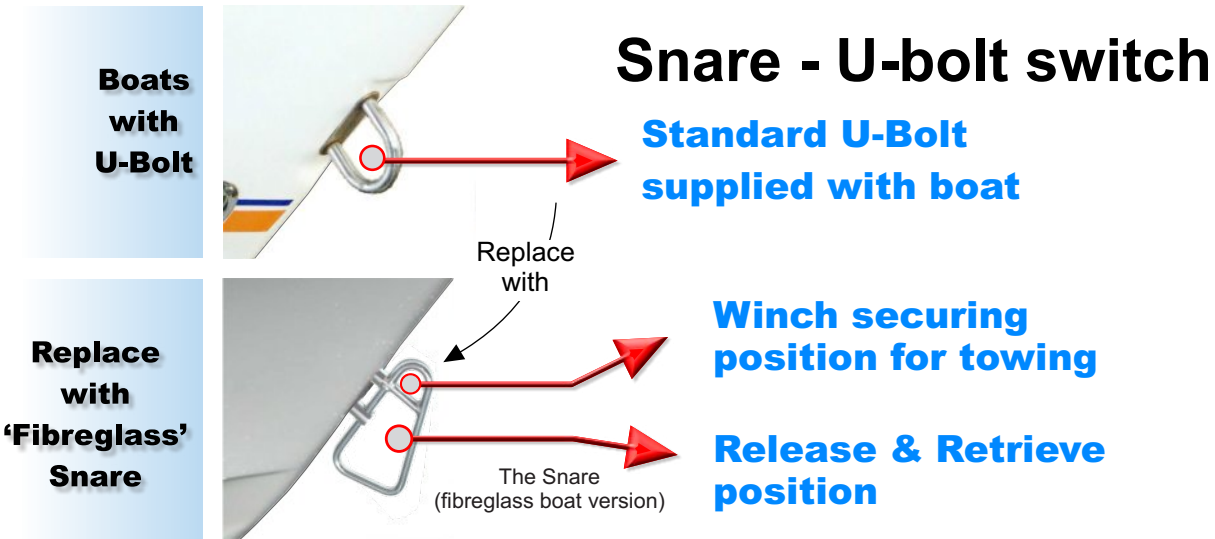 Snare - U-bolt switch
Boats
with
U-Bolt
Standard U-Bolt
supplied with boat
Replace
with
Replace
with
‘Fibreglass’
Snare
Winch securing
position for towing
Release & Retrieve
position
The Snare
(fibreglass boat version)